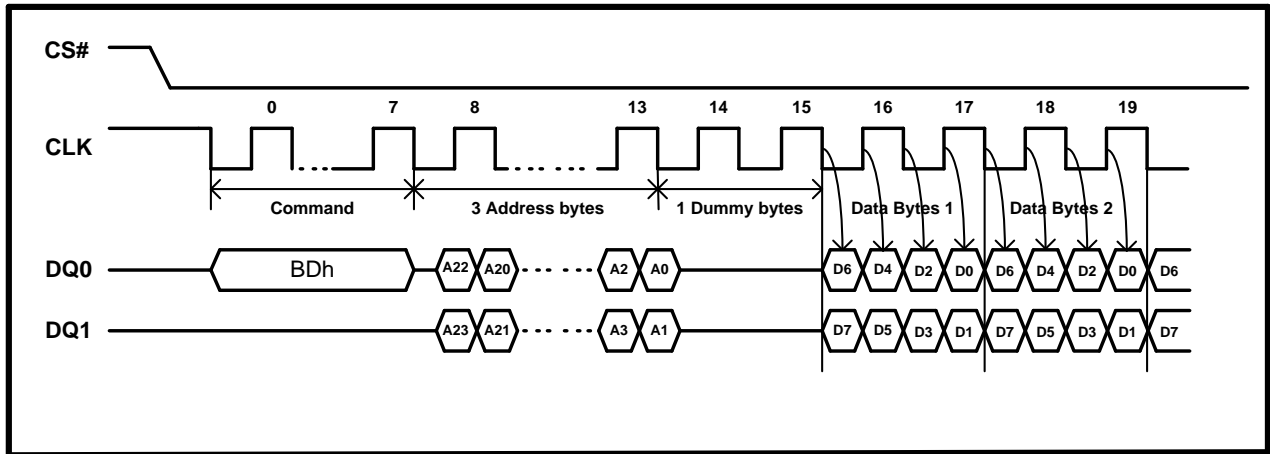 CS#
0 7 8 13 14 15 16 17 18 19
CLK
Command 3 Address bytes 1 Dummy bytes Data Bytes 1 Data Bytes 2
DQ0 BDh A22 A20 A2 A0 D6 D4 D2 D0 D6 D4 D2 D0 D6
DQ1 A23 A21 A3 A1 D7 D5 D3 D1 D7 D5 D3 D1 D7